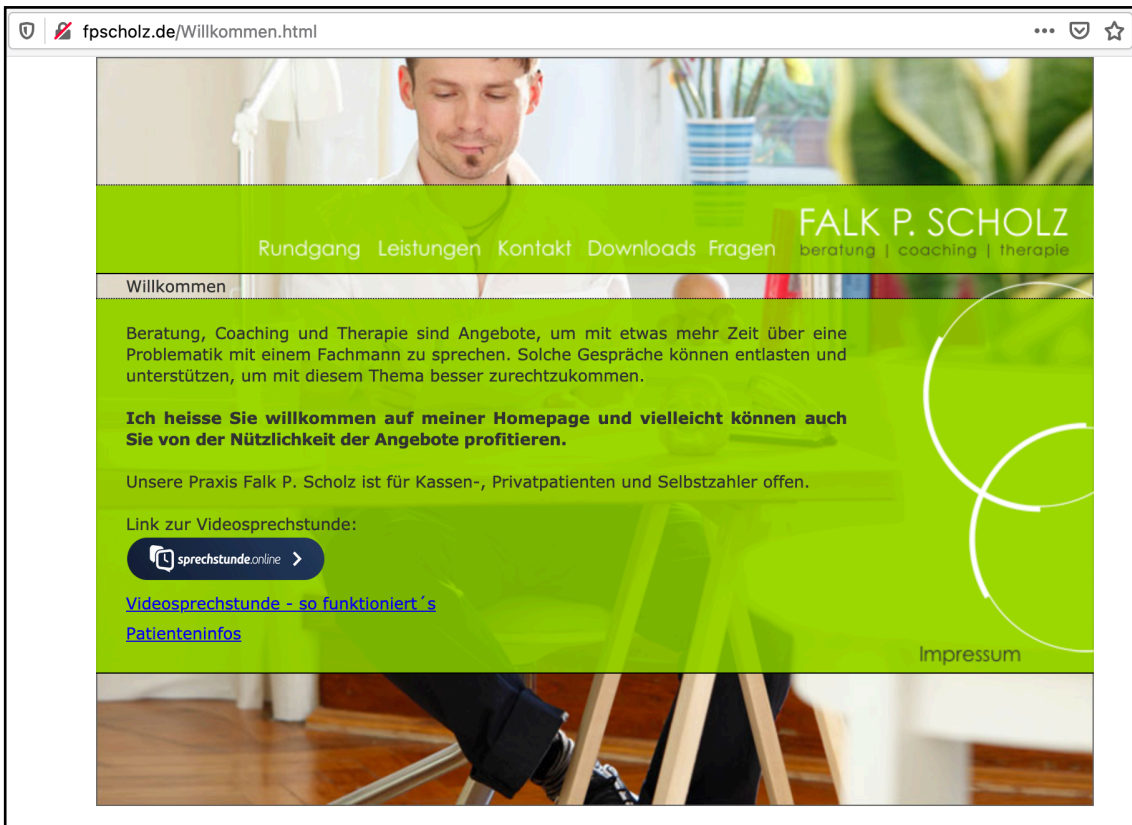 fpscholz.de/Willkommen.html
FALK P. SCHOLZ
beratung | coaching | therapie
Rundgang Leistungen Kontakt Downloads Fragen
Willkommen
Beratung, Coaching und Therapie sind Angebote, um mit etwas mehr Zeit über eine
Problematik mit einem Fachmann zu sprechen. Solche Gespräche können entlasten und
unterstützen, um mit diesem Thema besser zurechtzukommen.
Ich heisse Sie willkommen auf meiner Homepage und vielleicht können auch
Sie von der Nützlichkeit der Angebote profitieren.
Unsere Praxis Falk P. Scholz ist für Kassen-, Privatpatienten und Selbstzahler offen.
Link zur Videosprechstunde:
sprechstunde.online
Videosprechstunde - so funktioniert´s
Patienteninfos
Impressum